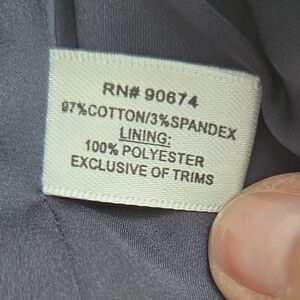 RN# 90674
97%COTTON/3%SPANDEX
LINING:
100% POLYESTER
EXCLUSIVE OF TRIMS